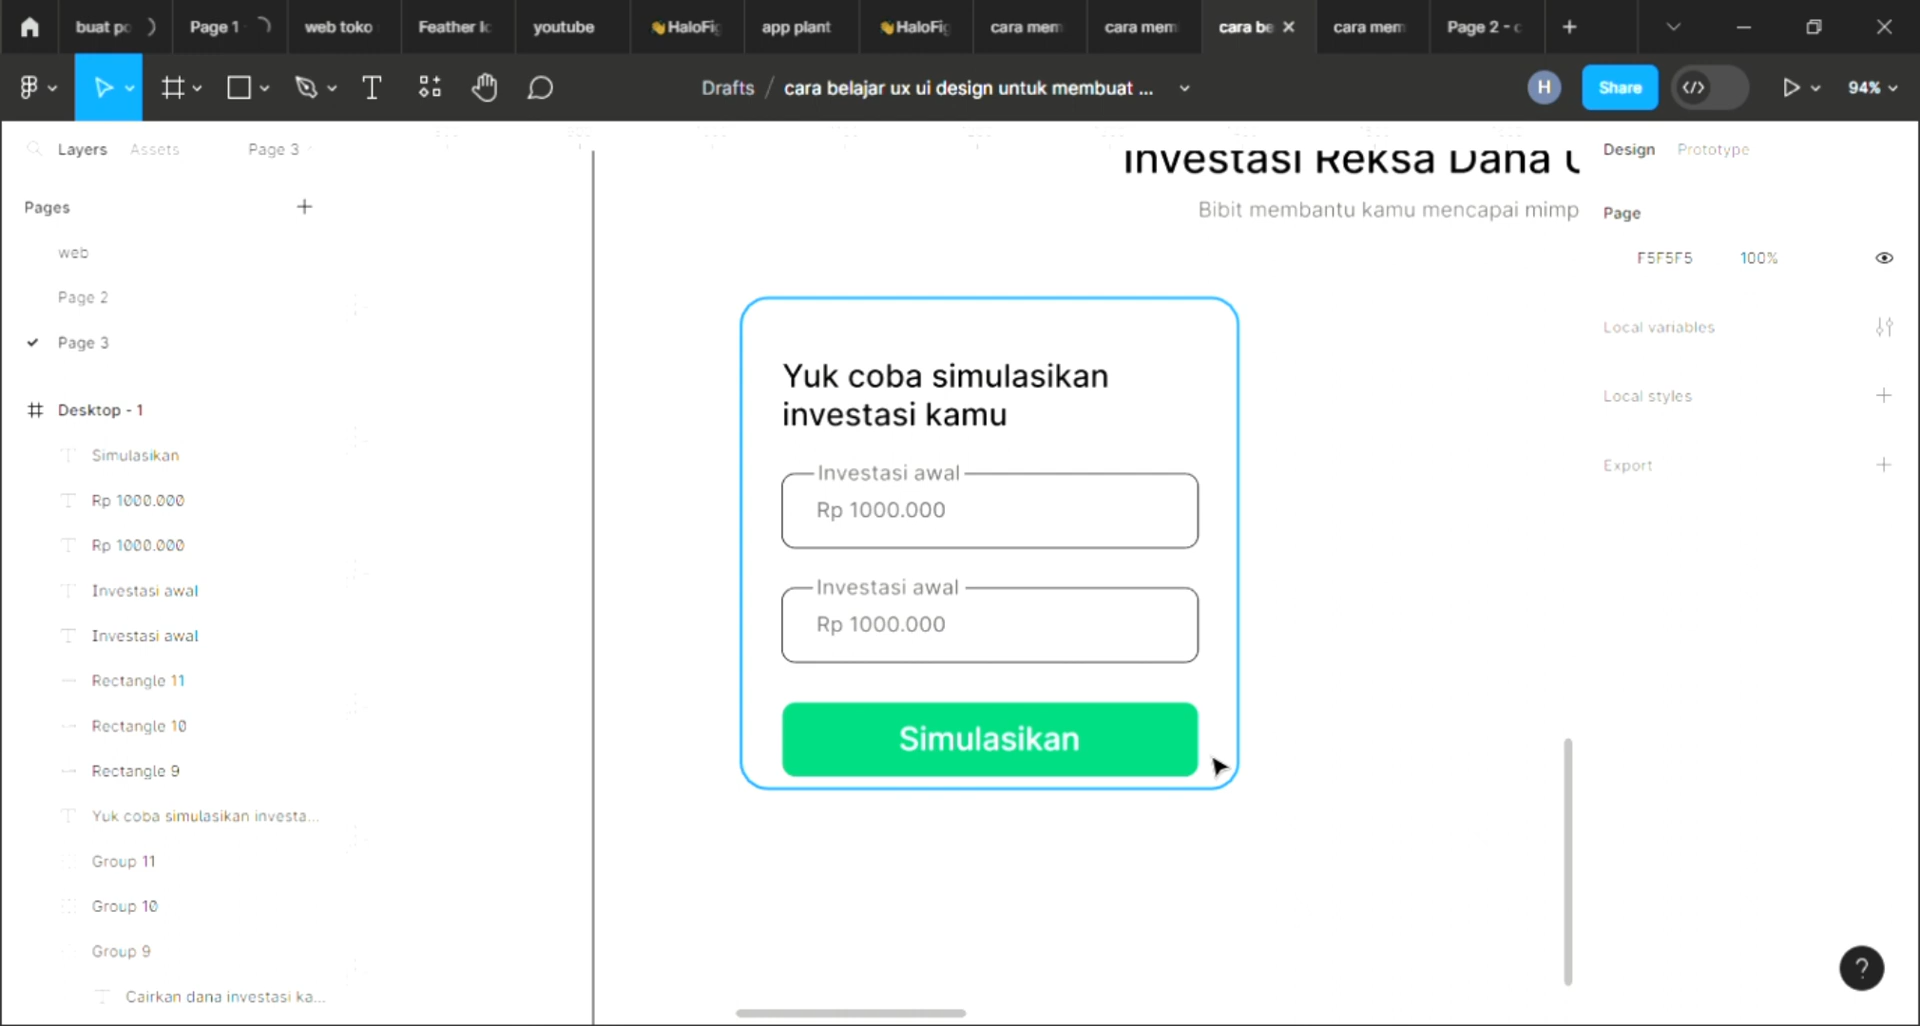 buat po
Page 1
web toko
Feather Ic
youtube
👋HaloFig
app plant
👋HaloFig
cara mem
cara mem
cara be
cara mem
Page 2 - c
Drafts / cara belajar ux ui design untuk membuat ...
H
Share
94%
Layers
Assets
Page 3
Pages
web
Page 2
Page 3
Desktop - 1
Simulasikan
Rp 1000.000
Rp 1000.000
Investasi awal
Investasi awal
Rectangle 11
Rectangle 10
Rectangle 9
Yuk coba simulasikan investa...
Group 11
Group 10
Group 9
Cairkan dana investasi ka...
Investasi Reksa Dana U
Bibit membantu kamu mencapai mimp
Yuk coba simulasikan
investasi kamu
Investasi awal
Rp 1000.000
Investasi awal
Rp 1000.000
Simulasikan
Design
Prototype
Page
F5F5F5
100%
Local variables
Local styles
Export
?